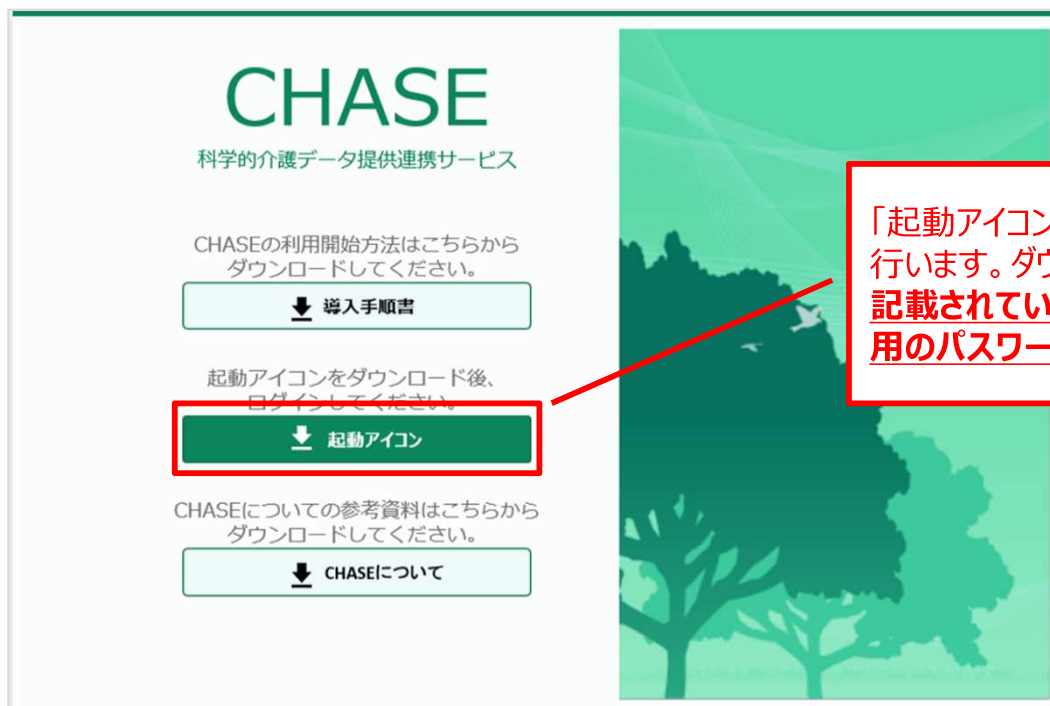 CHASE
科学的介護データ提供連携サービス
CHASEの利用開始方法はこちらから
ダウンロードしてください。
導入手順書
起動アイコンをダウンロード後、
ログインしてください。
起動アイコン
CHASEについての参考資料はこちらから
ダウンロードしてください。
CHASEについて
「起動アイコン
行います。ダウ
記載されてい
用のパスワー